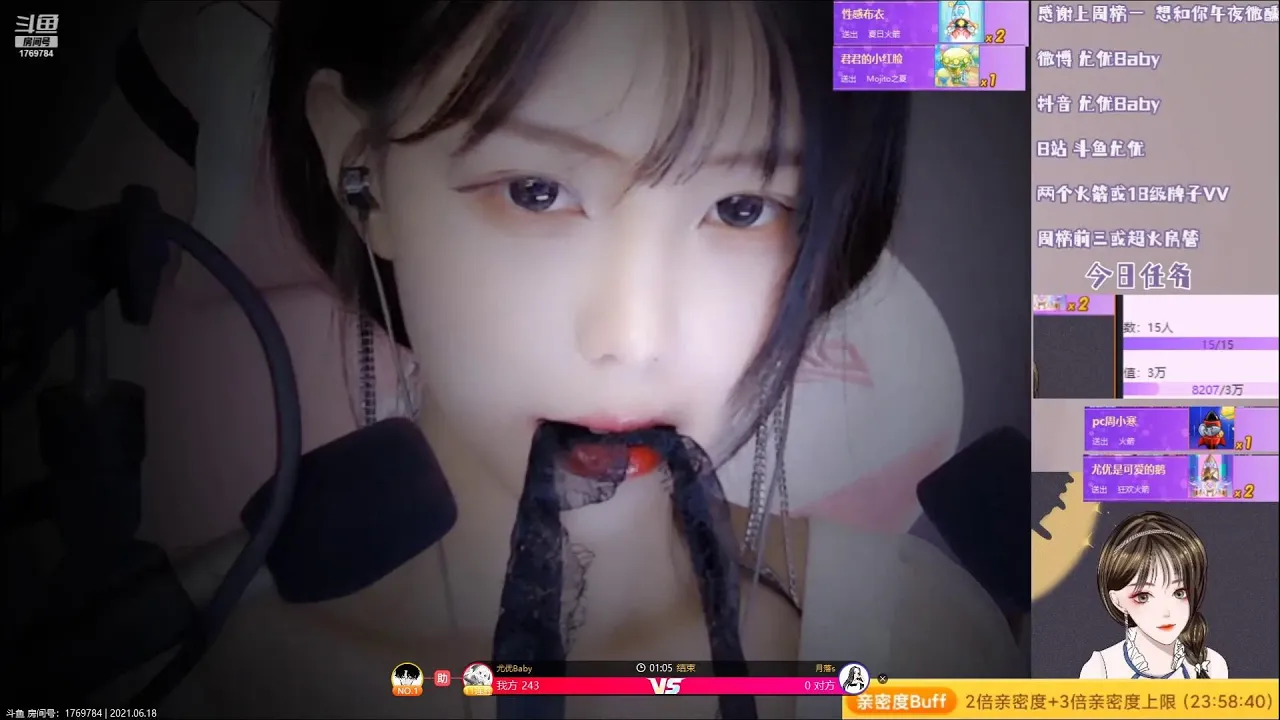 斗鱼
房间号
1769784
性感布衣
送出 夏日火箭
x2
君君的小红脸
送出 Mojito之夏
x1
感谢上周榜一 想和你午夜微醺
微博 尤优Baby
抖音 尤优Baby
B站 斗鱼尤优
两个火箭或18级牌子VV
周榜前三或超火房管
今日任务
x2
数: 15人
15/15
值: 3万
8207/3万
pc周小寒
送出 火箭
x1
尤优是可爱的鹅
送出 狂欢火箭
x2
NO.1
助
尤优Baby
01:05 结束
月落s
我方 243
VS
0 对方
亲密度Buff
2倍亲密度+3倍亲密度上限 (23:58:40)
斗鱼 房间号: 1769784 | 2021.06.18